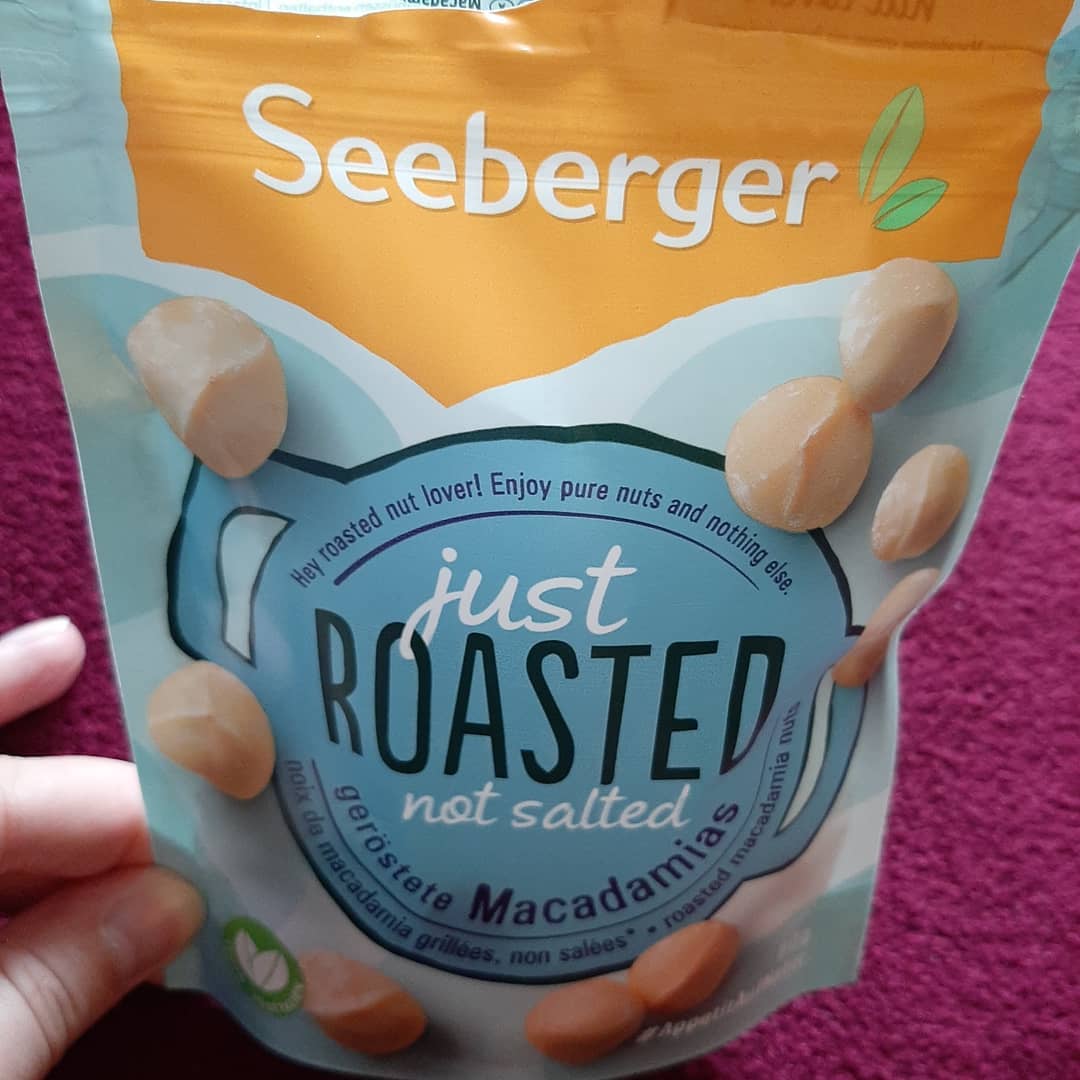 Seeberger
Hey roasted nut lover! Enjoy pure nuts and nothing else.
just
ROASTED
not salted
geröstete Macadamias
noix de macadamia grillées, non salées* • roasted macadamia nuts